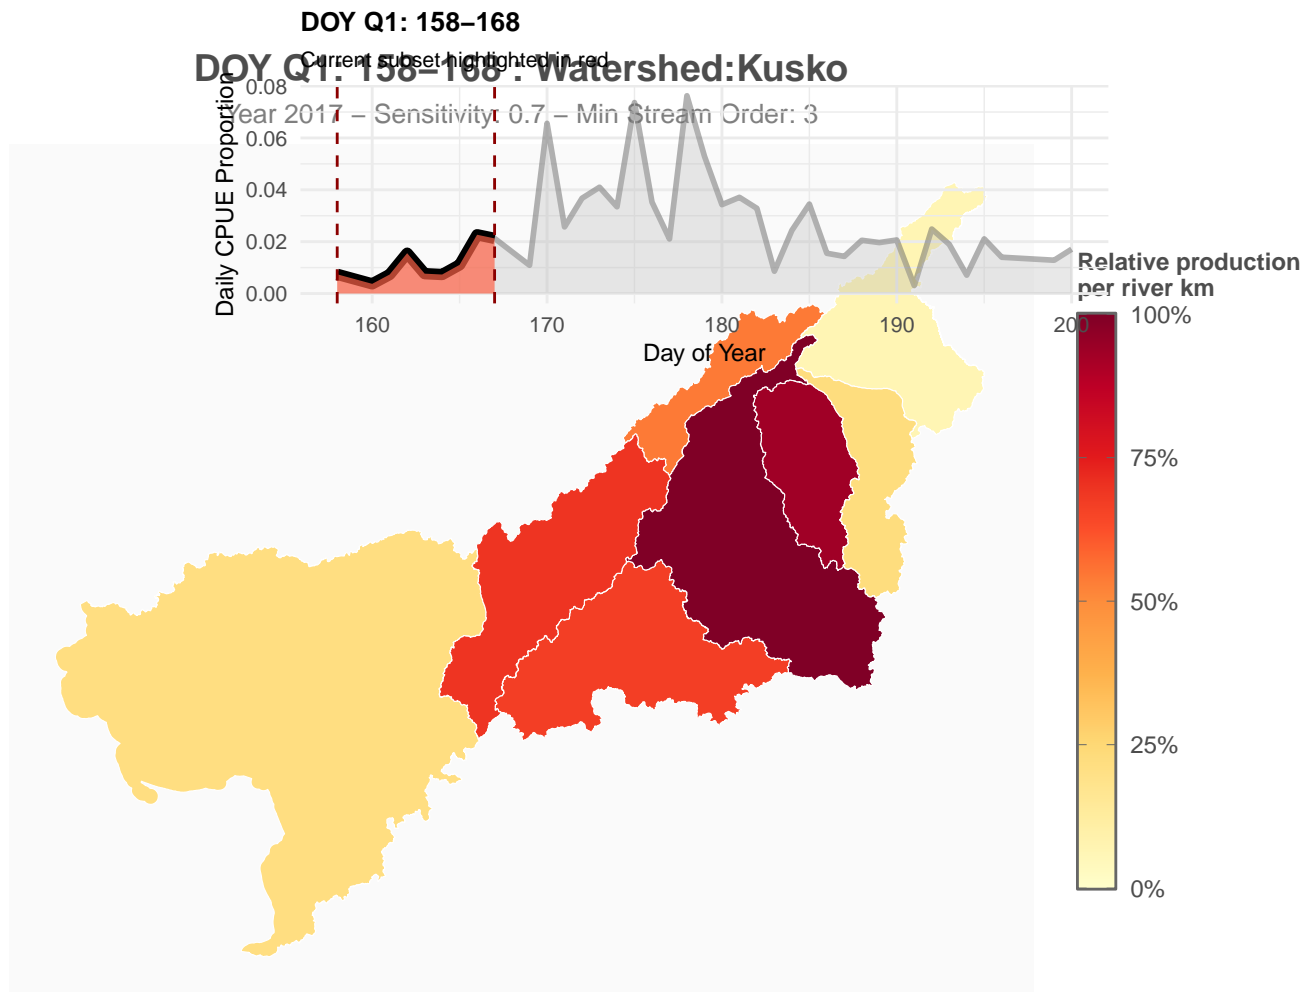 DOY Q1: 158–168
Current subset highlighted in red
DOY Q1: 158–168 : Watershed:Kusko
Year 2017 – Sensitivity: 0.7 – Min Stream Order: 3
Daily CPUE Proportion
0.08
0.06
0.04
0.02
0.00
160
170
180
190
200
Day of Year
Relative production
per river km
100%
75%
50%
25%
0%